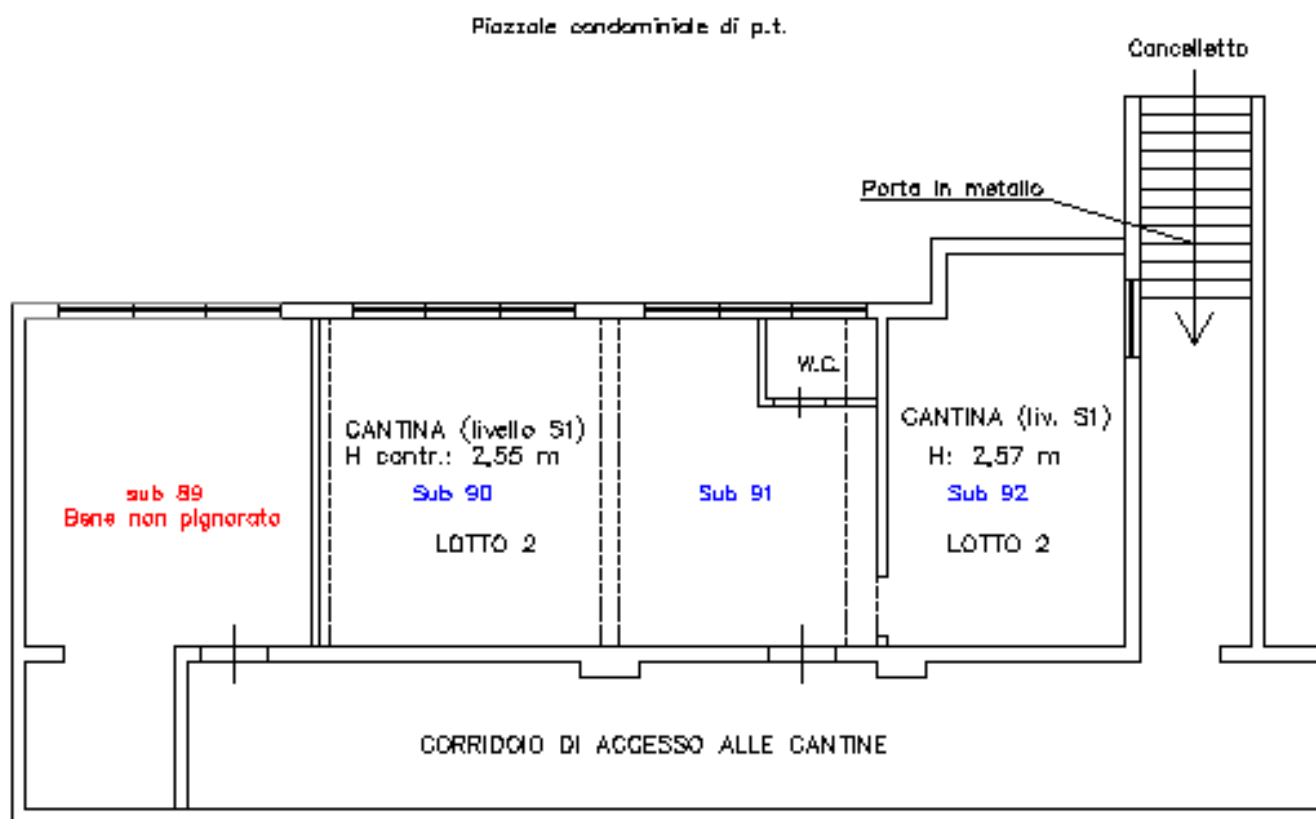 Piazzale condominiale di p.t.
Cancelletto
Porta in metallo
W.C.
CANTINA (livello S1)
H contr.: 2,55 m
CANTINA (liv. S1)
H: 2,57 m
sub 89
Bene non pignorato
Sub 90
Sub 91
Sub 92
LOTTO 2
LOTTO 2
CORRIDOIO DI ACCESSO ALLE CANTINE